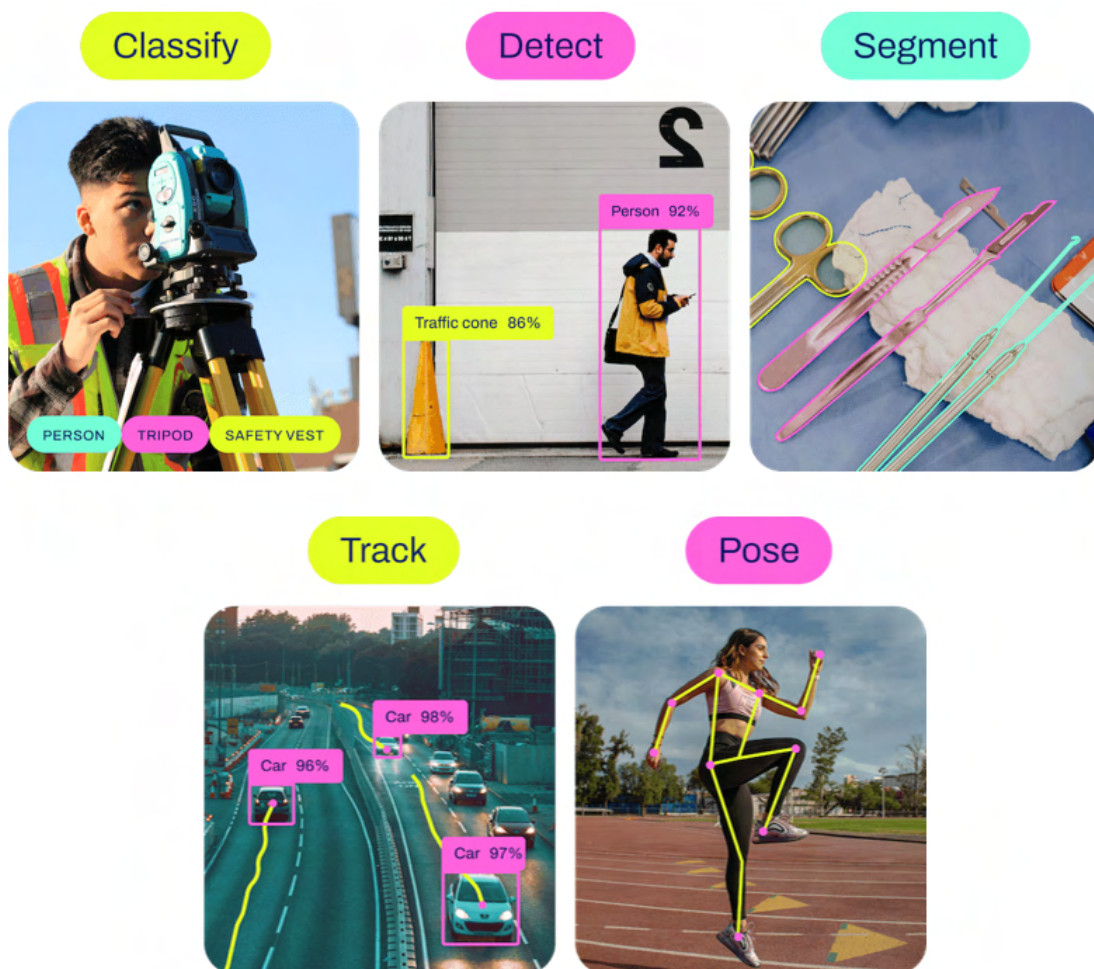 Classify
Detect
Segment
PERSON
TRIPOD
SAFETY VEST
2
Person 92%
Traffic cone 86%
Track
Pose
Car 98%
Car 96%
Car 97%